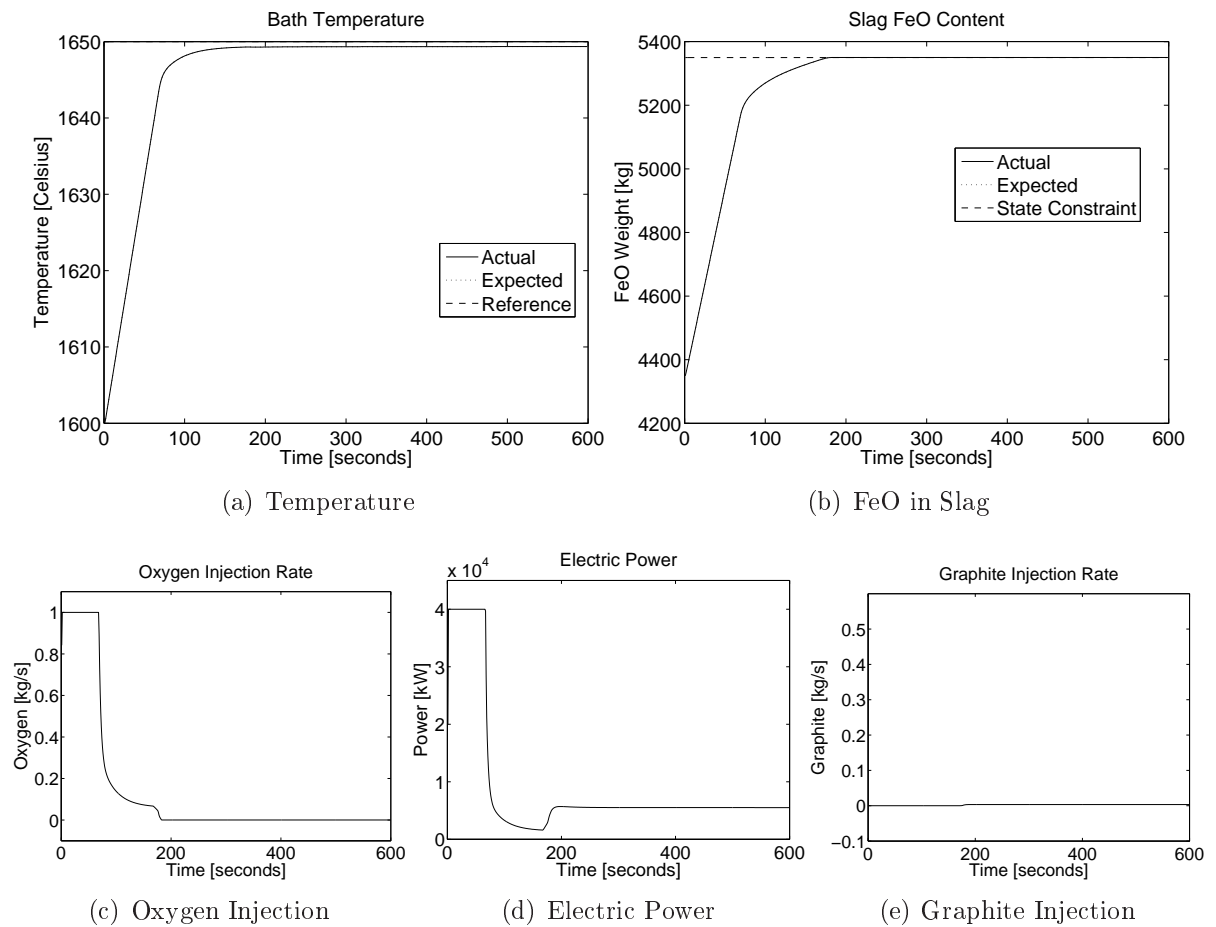 Bath Temperature
Temperature [Celsius]
1650
1640
1630
1620
1610
1600
0 100 200 300 400 500 600
Time [seconds]
Actual
Expected
Reference
(a) Temperature
Slag FeO Content
FeO Weight [kg]
5400
5200
5000
4800
4600
4400
4200
0 100 200 300 400 500 600
Time [seconds]
Actual
Expected
State Constraint
(b) FeO in Slag
Oxygen Injection Rate
Oxygen [kg/s]
1
0.8
0.6
0.4
0.2
0
0 200 400 600
Time [seconds]
(c) Oxygen Injection
Electric Power
x 10^4
Power [kW]
4
3
2
1
0
0 200 400 600
Time [seconds]
(d) Electric Power
Graphite Injection Rate
Graphite [kg/s]
0.5
0.4
0.3
0.2
0.1
0
−0.1
0 200 400 600
Time [seconds]
(e) Graphite Injection